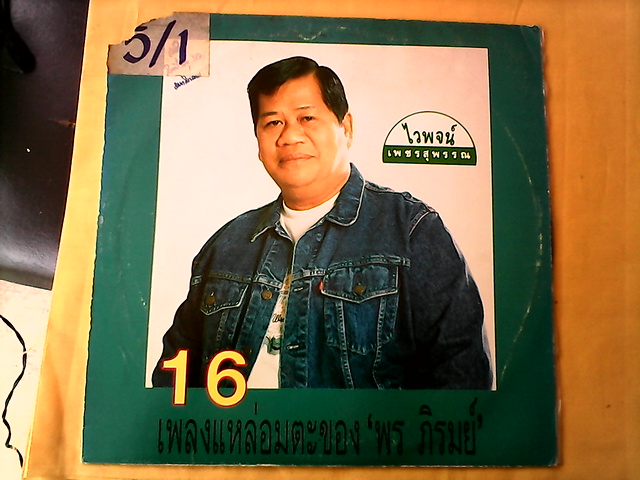 วิ/1
ไวพจน์
เพชรสุพรรณ
16
เพลงแหล่อมตะของ 'พร ภิรมย์'